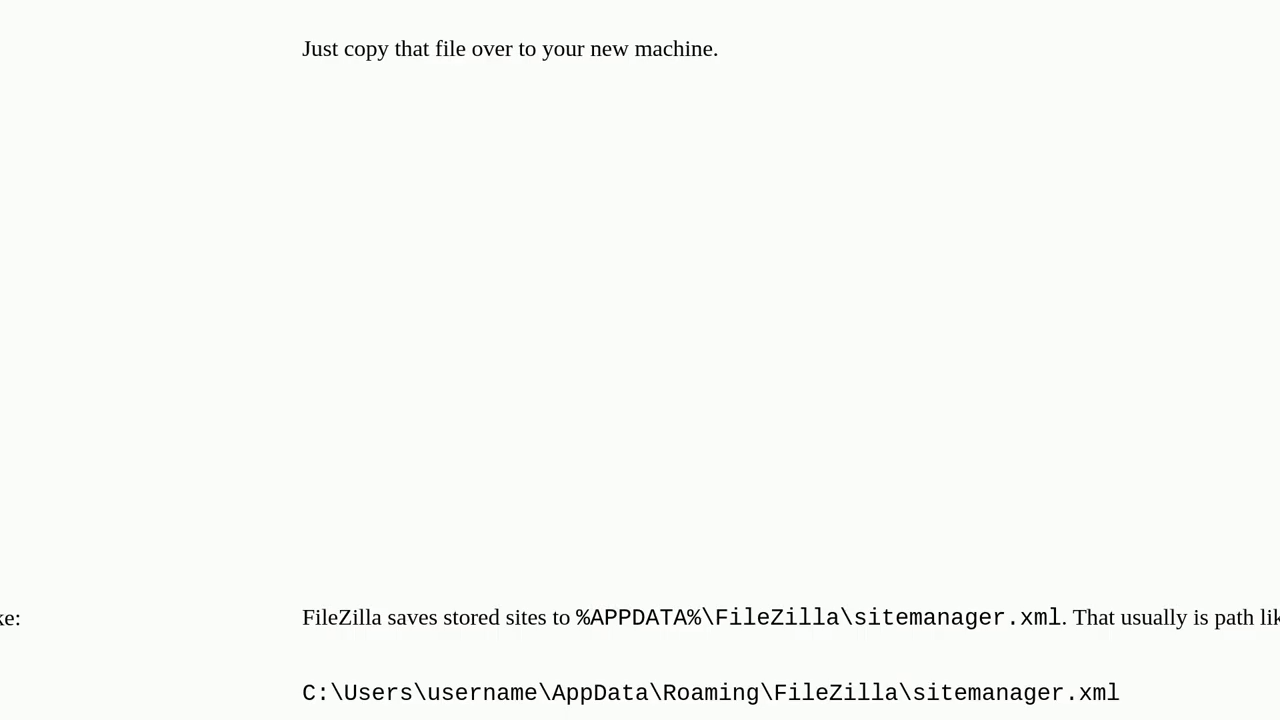 Just copy that file over to your new machine.
ke:
FileZilla saves stored sites to %APPDATA%\FileZilla\sitemanager.xml. That usually is path lik
C:\Users\username\AppData\Roaming\FileZilla\sitemanager.xml